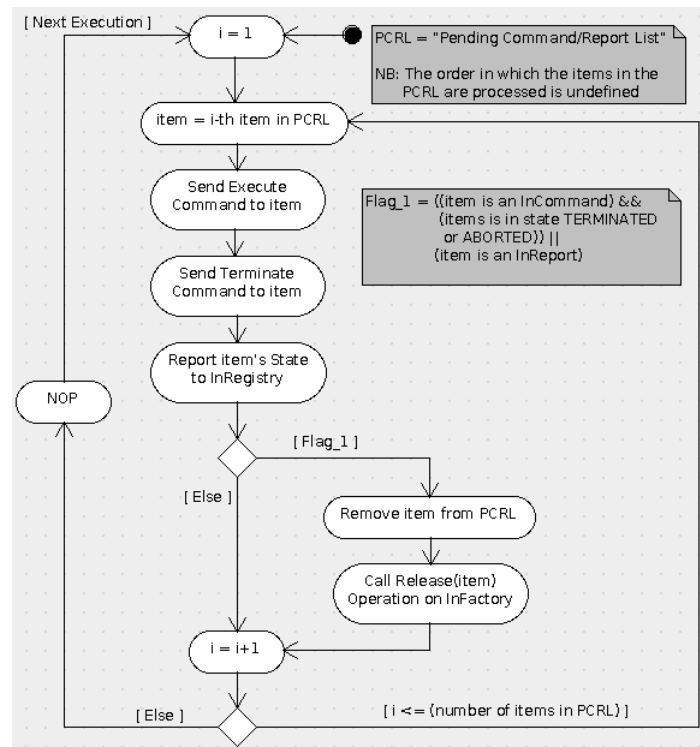 [ Next Execution ]
i = 1
PCRL = "Pending Command/Report List"
NB: The order in which the items in the
PCRL are processed is undefined
item = i-th item in PCRL
Send Execute
Command to item
Flag_1 = ((item is an InCommand) &&
(items is in state TERMINATED
or ABORTED)) ||
(item is an InReport)
Send Terminate
Command to item
Report item's State
to InRegistry
NOP
[ Flag_1 ]
[ Else ]
Remove item from PCRL
Call Release(item)
Operation on InFactory
i = i+1
[ Else ]
[ i <= (number of items in PCRL) ]